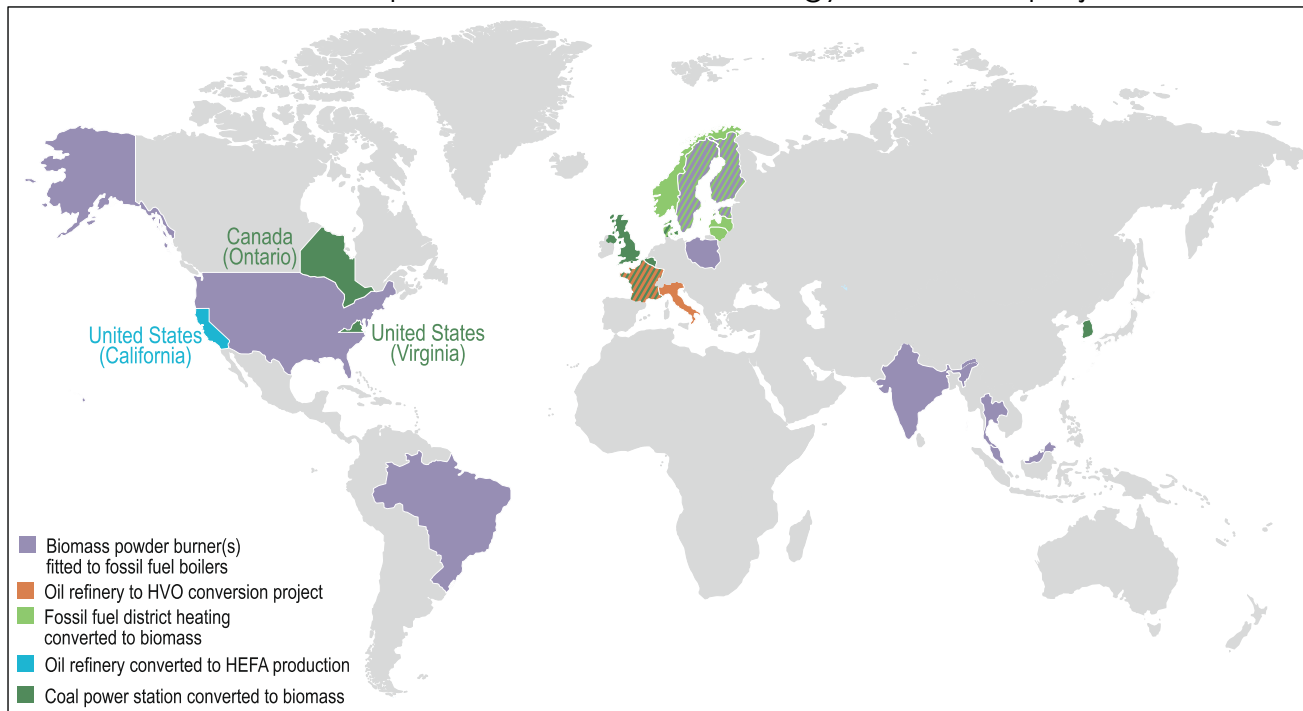 Canada
(Ontario)
United States
(California)
United States
(Virginia)
Biomass powder burner(s)
fitted to fossil fuel boilers
Oil refinery to HVO conversion project
Fossil fuel district heating
converted to biomass
Oil refinery converted to HEFA production
Coal power station converted to biomass